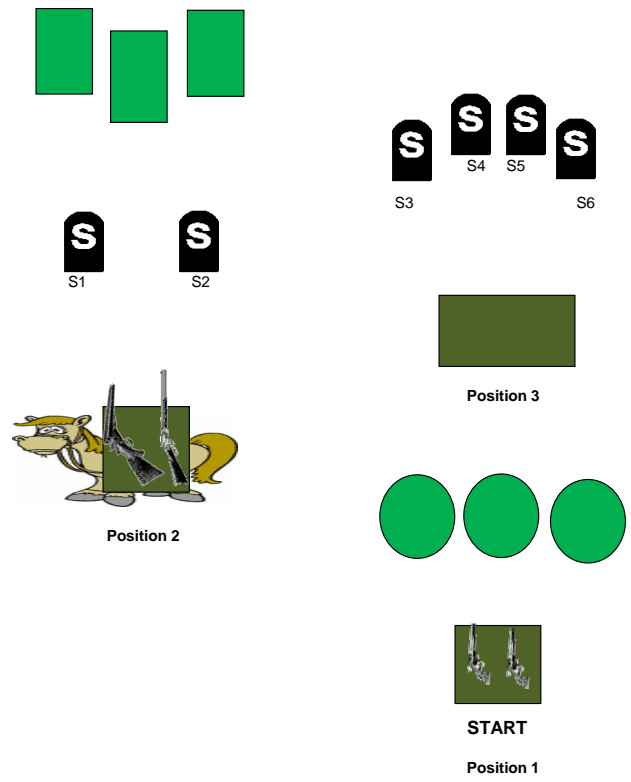 S S
S S
S4 S5
S3 S6
S S
S1 S2
Position 3
Position 2
START
Position 1